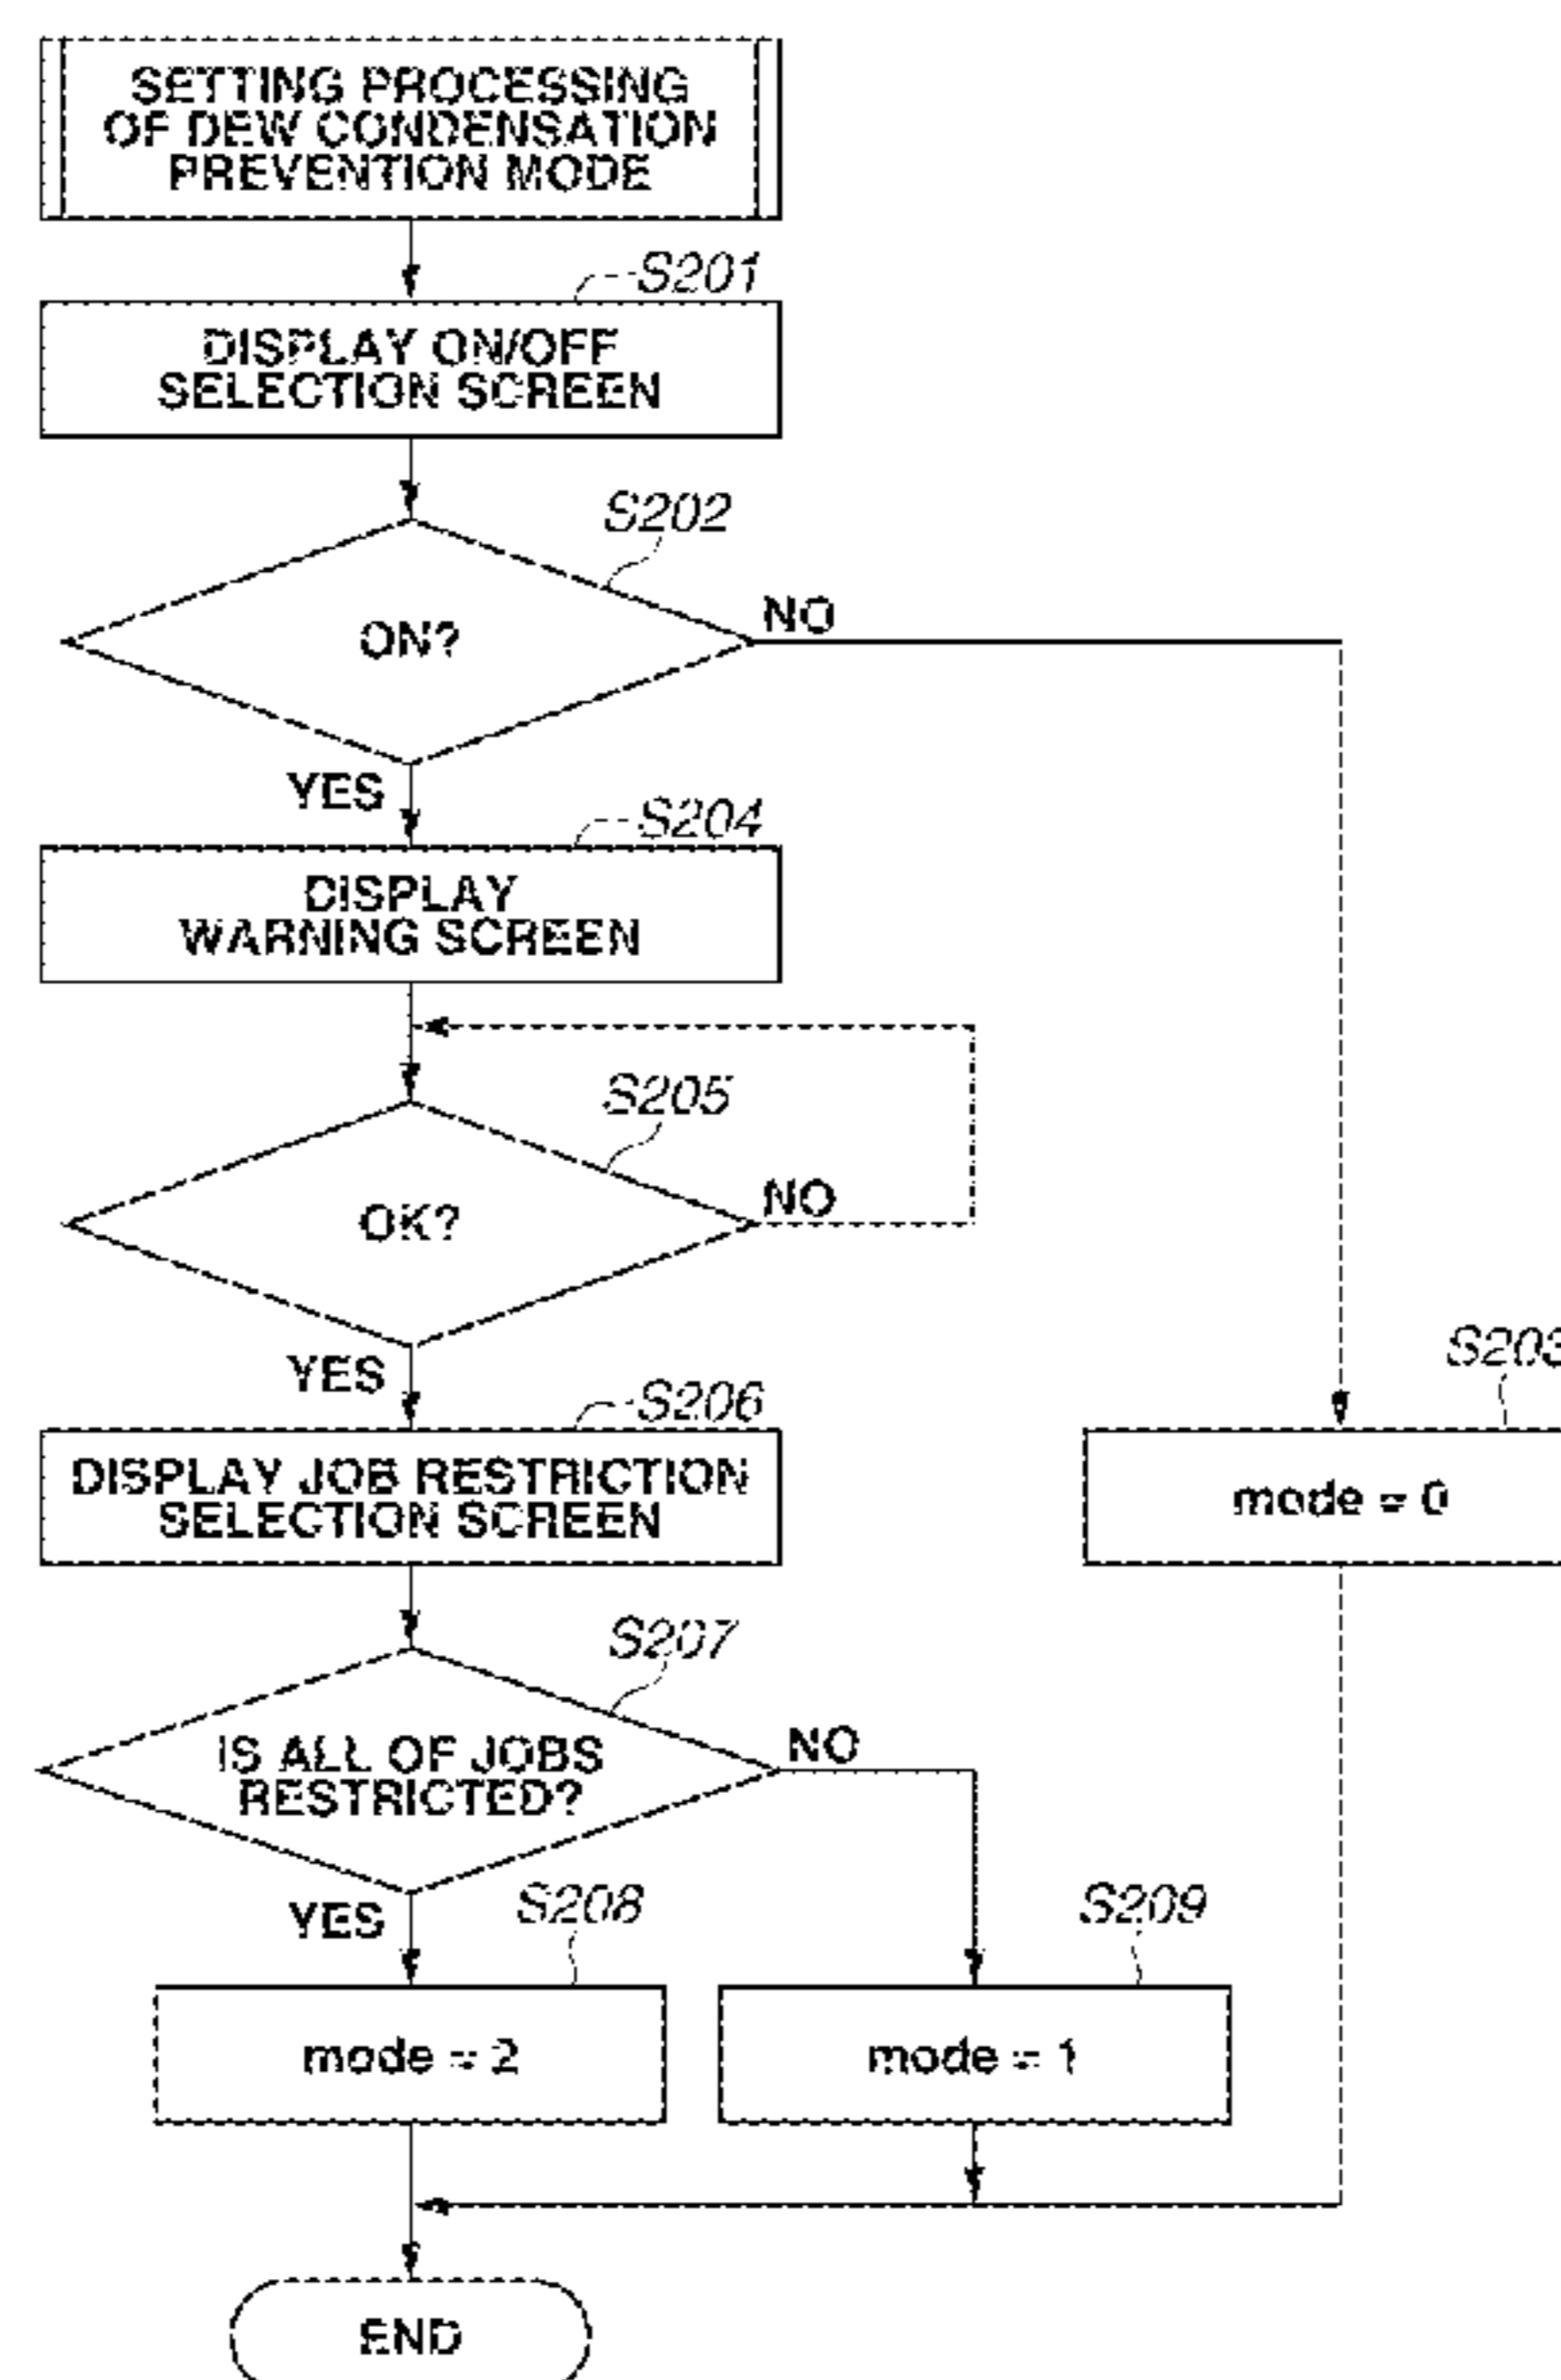 SETTING PROCESSING
OF DEW CONDENSATION
PREVENTION MODE
S201
DISPLAY ON/OFF
SELECTION SCREEN
S202
ON?
NO
YES
S204
DISPLAY
WARNING SCREEN
S205
OK?
NO
YES
S203
mode = 0
S206
DISPLAY JOB RESTRICTION
SELECTION SCREEN
S207
IS ALL OF JOBS
RESTRICTED?
NO
YES
S208
mode = 2
S209
mode = 1
END